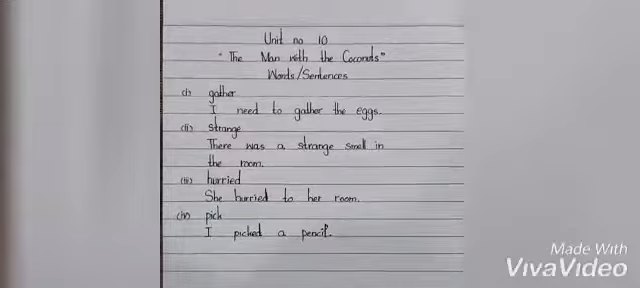 Unit no 10
"The Man with the Coconuts"
Words/Sentences
(i) gather
I need to gather the eggs.
(ii) strange
There was a strange smell in
the room.
(iii) hurried
She hurried to her room.
(iv) pick
I picked a pencil.
Made With
VivaVideo